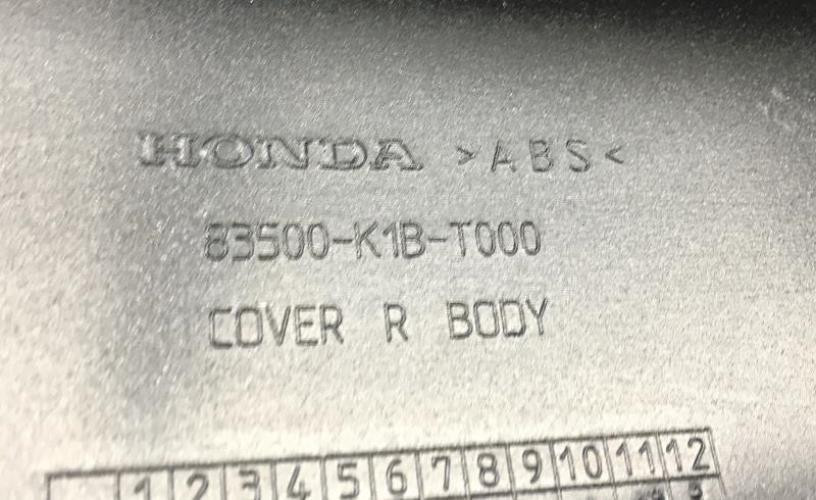 HONDA >ABS<
83500-K1B-T000
COVER R BODY
1 2 3 4 5 6 7 8 9 10 11 12